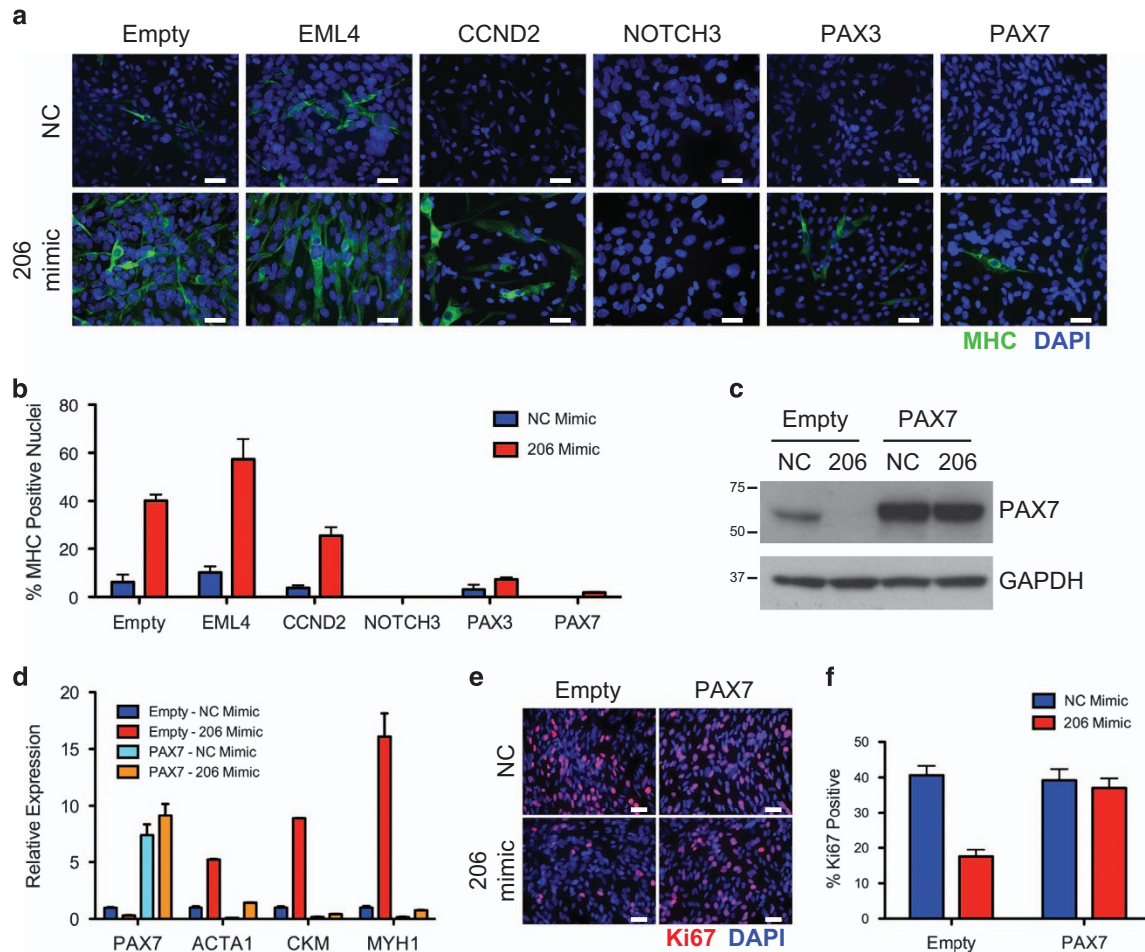 a
Empty EML4 CCND2 NOTCH3 PAX3 PAX7
NC
206 mimic
MHC DAPI
b
% MHC Positive Nuclei
80
60
40
20
0
NC Mimic
206 Mimic
Empty EML4 CCND2 NOTCH3 PAX3 PAX7
c
Empty PAX7
NC 206 NC 206
75
50
PAX7
37
GAPDH
d
Relative Expression
20
15
10
5
0
Empty - NC Mimic
Empty - 206 Mimic
PAX7 - NC Mimic
PAX7 - 206 Mimic
PAX7 ACTA1 CKM MYH1
e
Empty PAX7
NC
206 mimic
Ki67 DAPI
f
NC Mimic
206 Mimic
% Ki67 Positive
50
40
30
20
10
0
Empty PAX7